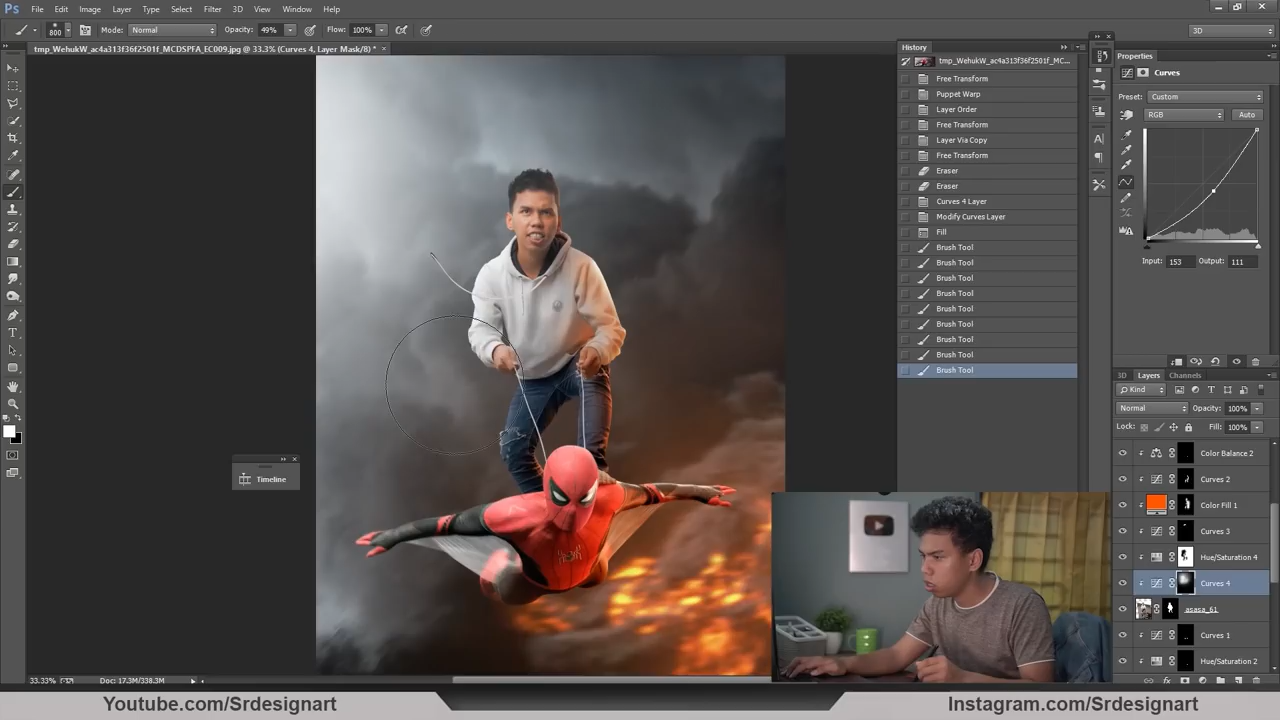 Ps File Edit Image Layer Type Select Filter 3D View Window Help
800 Mode: Normal Opacity: 49% Flow: 100% 3D
tmp_WehukW_ac4a313f36f2501f_MCDSPFA_EC009.jpg @ 33.3% (Curves 4, Layer Mask/8) *
History
tmp_WehukW_ac4a313f36f2501f_MC...
Free Transform
Puppet Warp
Layer Order
Free Transform
Layer Via Copy
Free Transform
Eraser
Eraser
Curves 4 Layer
Modify Curves Layer
Fill
Brush Tool
Brush Tool
Brush Tool
Brush Tool
Brush Tool
Brush Tool
Brush Tool
Brush Tool
Brush Tool
Properties
Curves
Preset: Custom
RGB Auto
Input: 153 Output: 111
3D Layers Channels
Kind
Normal Opacity: 100%
Lock: Fill: 100%
Color Balance 2
Curves 2
Color Fill 1
Curves 3
Hue/Saturation 4
Curves 4
asasa_61
Curves 1
Hue/Saturation 2
Timeline
33.33% Doc: 17.3M/338.3M
Youtube.com/Srdesignart
Instagram.com/Srdesignart